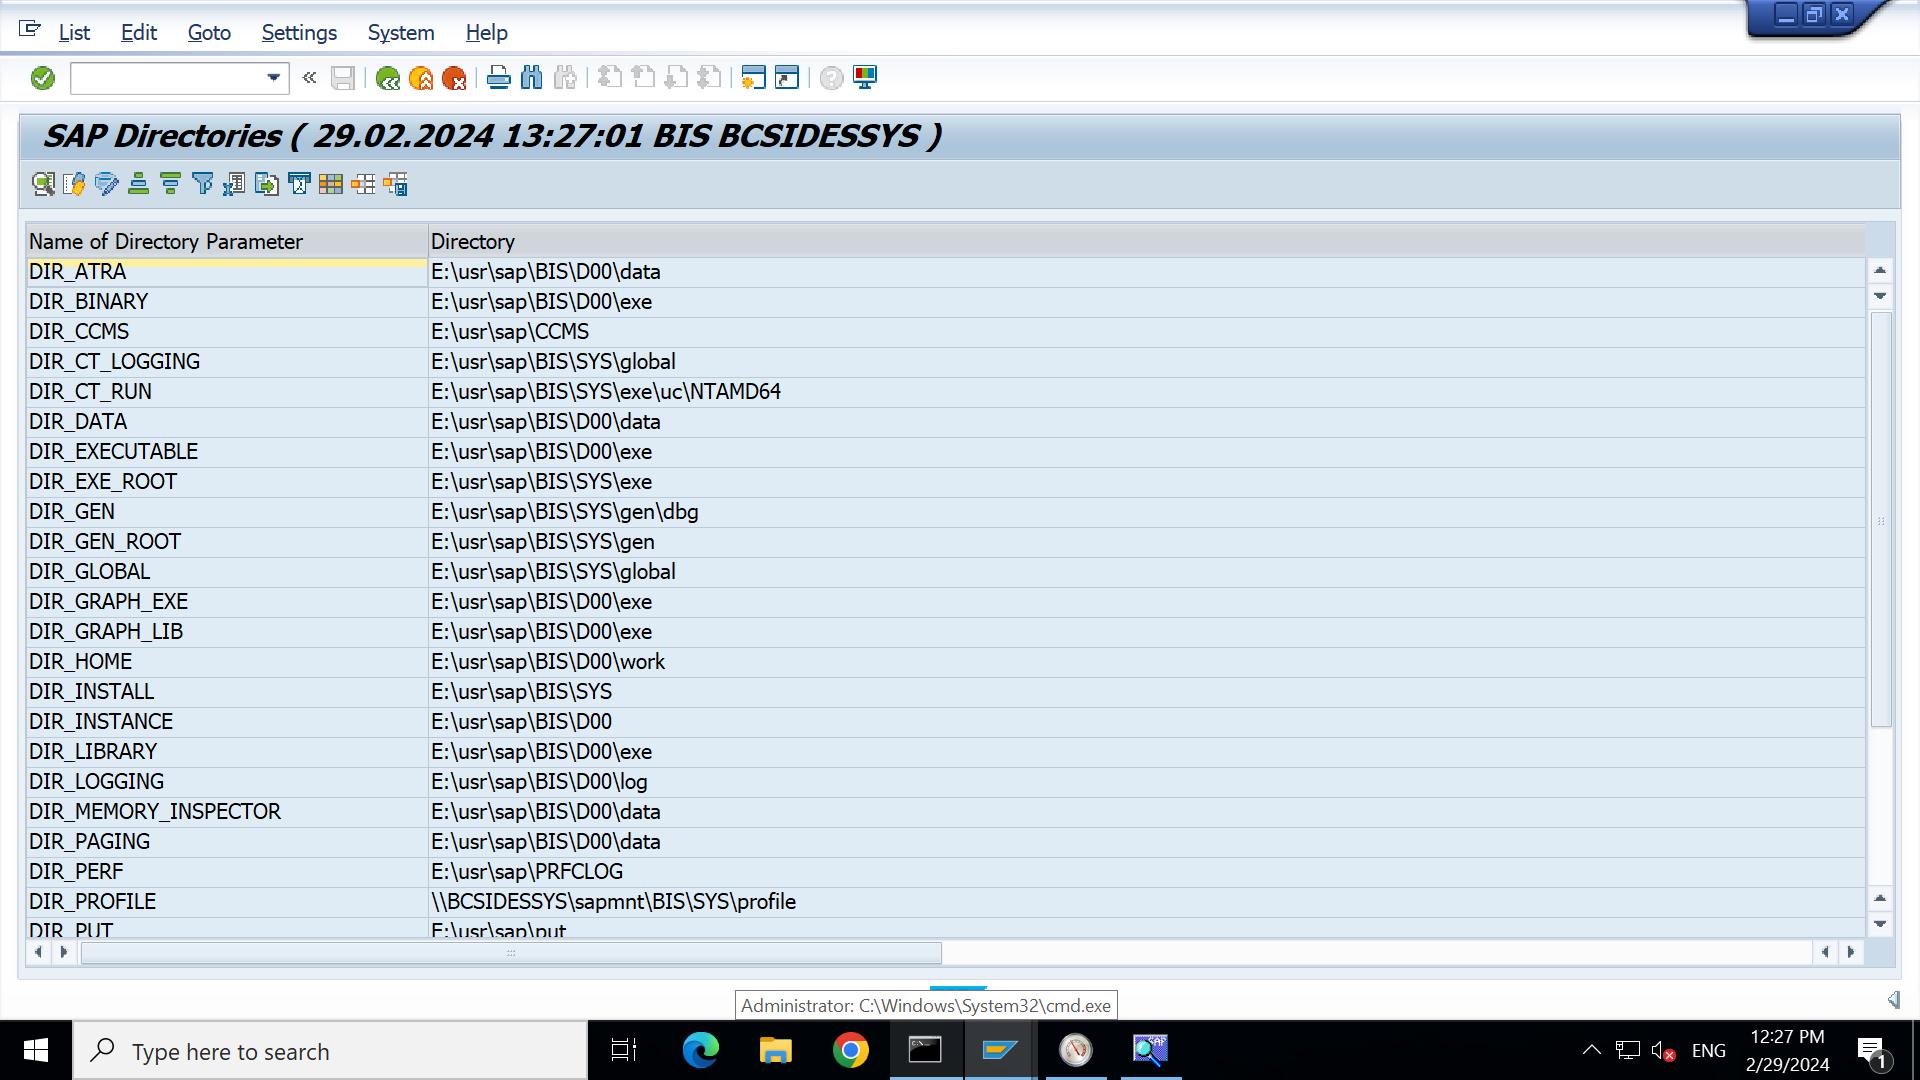 List Edit Goto Settings System Help
SAP Directories ( 29.02.2024 13:27:01 BIS BCSIDESSYS )
Name of Directory Parameter Directory
DIR_ATRA E:\usr\sap\BIS\D00\data
DIR_BINARY E:\usr\sap\BIS\D00\exe
DIR_CCMS E:\usr\sap\CCMS
DIR_CT_LOGGING E:\usr\sap\BIS\SYS\global
DIR_CT_RUN E:\usr\sap\BIS\SYS\exe\uc\NTAMD64
DIR_DATA E:\usr\sap\BIS\D00\data
DIR_EXECUTABLE E:\usr\sap\BIS\D00\exe
DIR_EXE_ROOT E:\usr\sap\BIS\SYS\exe
DIR_GEN E:\usr\sap\BIS\SYS\gen\dbg
DIR_GEN_ROOT E:\usr\sap\BIS\SYS\gen
DIR_GLOBAL E:\usr\sap\BIS\SYS\global
DIR_GRAPH_EXE E:\usr\sap\BIS\D00\exe
DIR_GRAPH_LIB E:\usr\sap\BIS\D00\exe
DIR_HOME E:\usr\sap\BIS\D00\work
DIR_INSTALL E:\usr\sap\BIS\SYS
DIR_INSTANCE E:\usr\sap\BIS\D00
DIR_LIBRARY E:\usr\sap\BIS\D00\exe
DIR_LOGGING E:\usr\sap\BIS\D00\log
DIR_MEMORY_INSPECTOR E:\usr\sap\BIS\D00\data
DIR_PAGING E:\usr\sap\BIS\D00\data
DIR_PERF E:\usr\sap\PRFCLOG
DIR_PROFILE \\BCSIDESSYS\sapmnt\BIS\SYS\profile
DIR_PUT E:\usr\sap\put
Administrator: C:\Windows\System32\cmd.exe
Type here to search
ENG
12:27 PM
2/29/2024
1